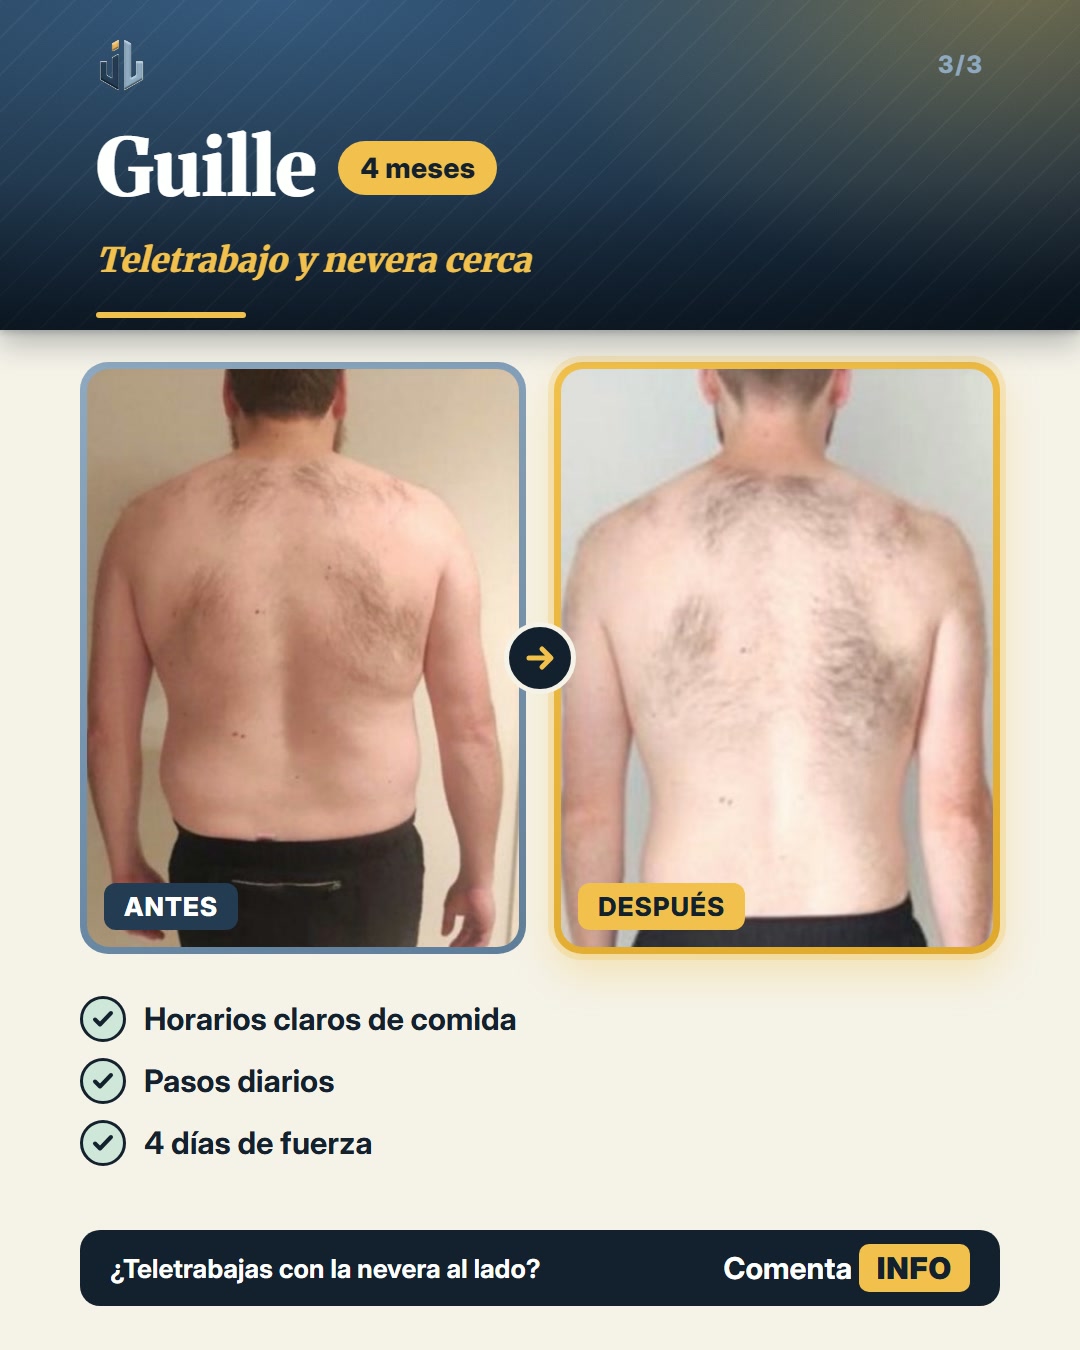 3/3
Guille
4 meses
Teletrabajo y nevera cerca
ANTES
DESPUÉS
Horarios claros de comida
Pasos diarios
4 días de fuerza
¿Teletrabajas con la nevera al lado?
Comenta INFO